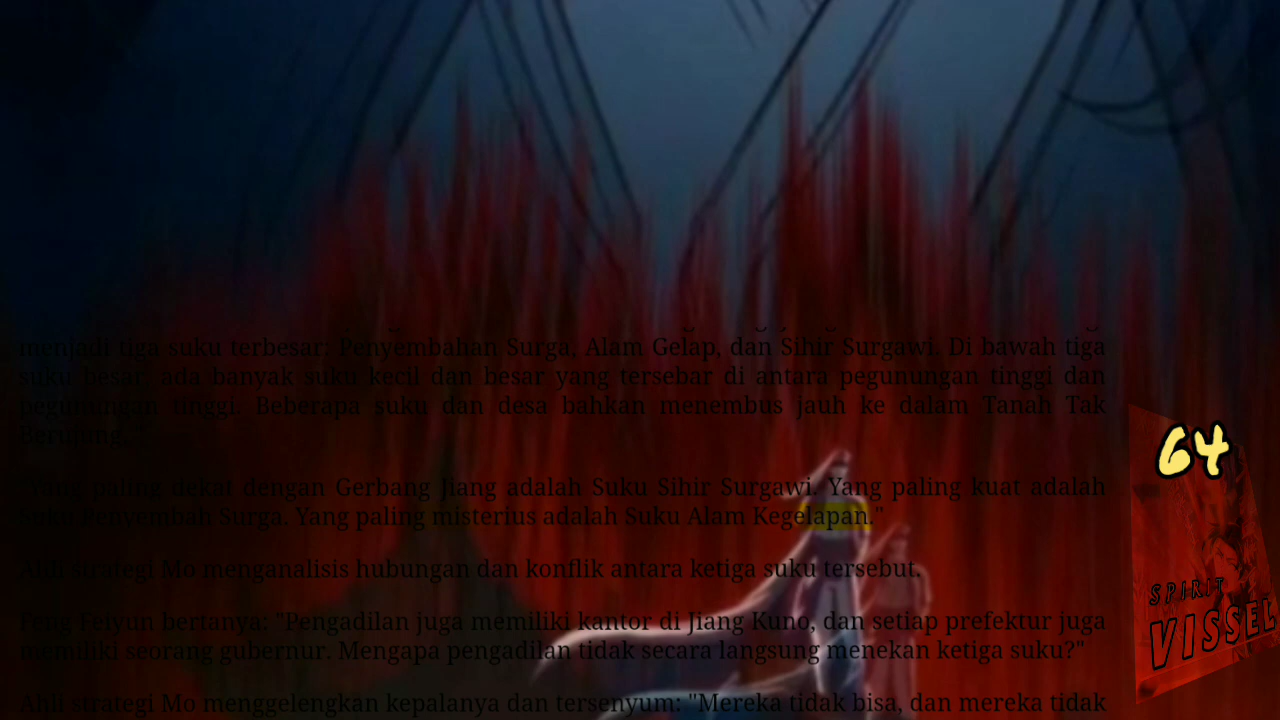 menjadi tiga suku terbesar: Penyembahan Surga, Alam Gelap, dan Sihir Surgawi. Di bawah tiga
suku besar, ada banyak suku kecil dan besar yang tersebar di antara pegunungan tinggi dan
pegunungan tinggi. Beberapa suku dan desa bahkan menembus jauh ke dalam Tanah Tak
Berujung.
"Yang paling dekat dengan Gerbang Jiang adalah Suku Sihir Surgawi. Yang paling kuat adalah
Suku Penyembah Surga. Yang paling misterius adalah Suku Alam Kegelapan."
Ahli strategi Mo menganalisis hubungan dan konflik antara ketiga suku tersebut.
Feng Feiyun bertanya: "Pengadilan juga memiliki kantor di Jiang Kuno, dan setiap prefektur juga
memiliki seorang gubernur. Mengapa pengadilan tidak secara langsung menekan ketiga suku?"
Ahli strategi Mo menggelengkan kepalanya dan tersenyum: "Mereka tidak bisa, dan mereka tidak
64
SPIRIT
VISSEL